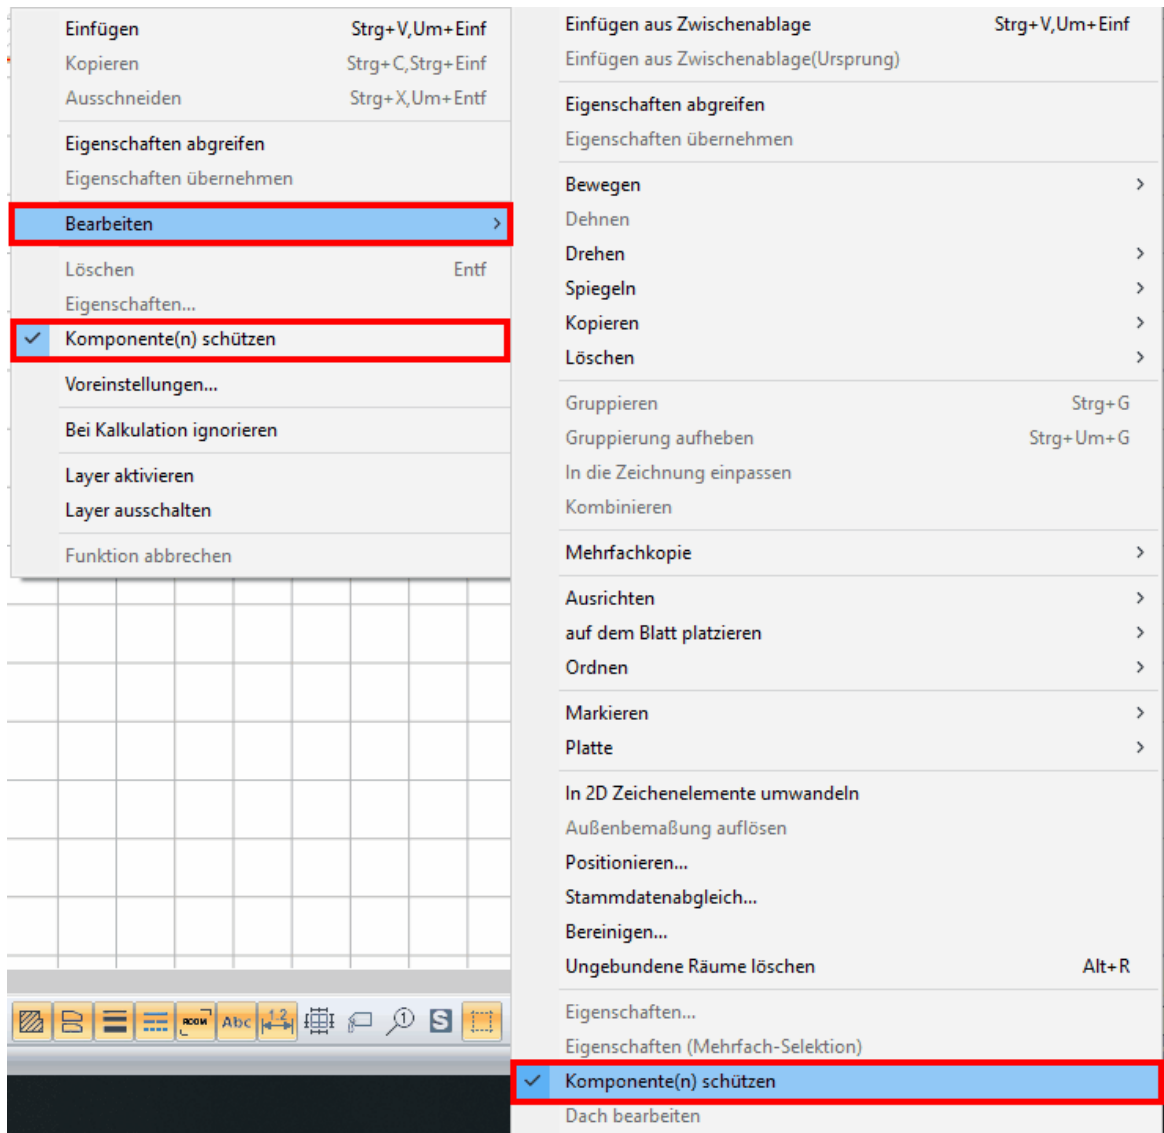 Einfügen Strg+V,Um+Einf
Kopieren Strg+C,Strg+Einf
Ausschneiden Strg+X,Um+Entf
Eigenschaften abgreifen
Eigenschaften übernehmen
Bearbeiten
Löschen Entf
Eigenschaften...
Komponente(n) schützen
Voreinstellungen...
Bei Kalkulation ignorieren
Layer aktivieren
Layer ausschalten
Funktion abbrechen
ROOM Abc 1.2 1 S
Einfügen aus Zwischenablage Strg+V,Um+Einf
Einfügen aus Zwischenablage(Ursprung)
Eigenschaften abgreifen
Eigenschaften übernehmen
Bewegen
Dehnen
Drehen
Spiegeln
Kopieren
Löschen
Gruppieren Strg+G
Gruppierung aufheben Strg+Um+G
In die Zeichnung einpassen
Kombinieren
Mehrfachkopie
Ausrichten
auf dem Blatt platzieren
Ordnen
Markieren
Platte
In 2D Zeichenelemente umwandeln
Außenbemaßung auflösen
Positionieren...
Stammdatenabgleich...
Bereinigen...
Ungebundene Räume löschen Alt+R
Eigenschaften...
Eigenschaften (Mehrfach-Selektion)
Komponente(n) schützen
Dach bearbeiten